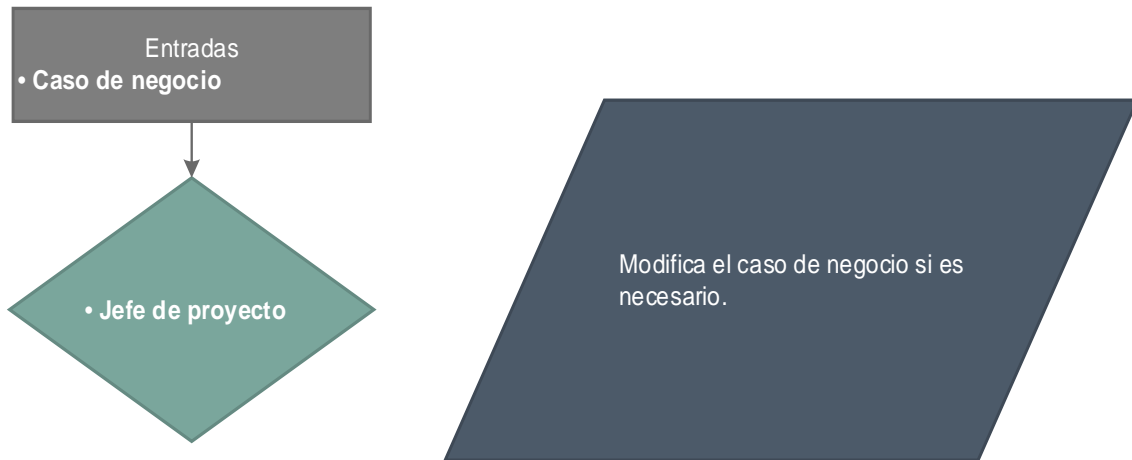 Entradas
• Caso de negocio
• Jefe de proyecto
Modifica el caso de negocio si es
necesario.